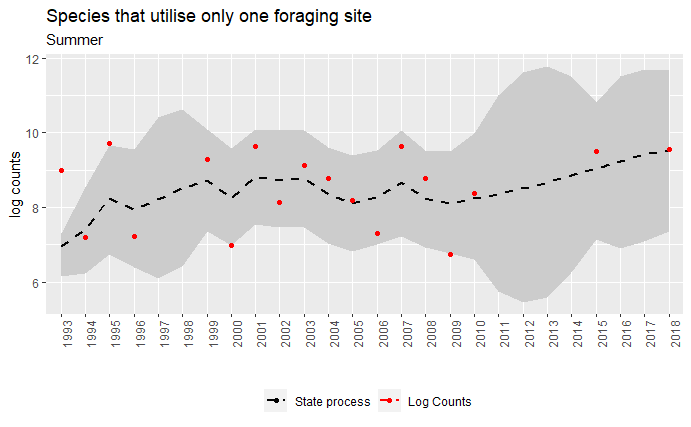 Species that utilise only one foraging site
Summer
log counts
12
10
8
6
1993 1994 1995 1996 1997 1998 1999 2000 2001 2002 2003 2004 2005 2006 2007 2008 2009 2010 2011 2012 2013 2014 2015 2016 2017 2018
State process Log Counts